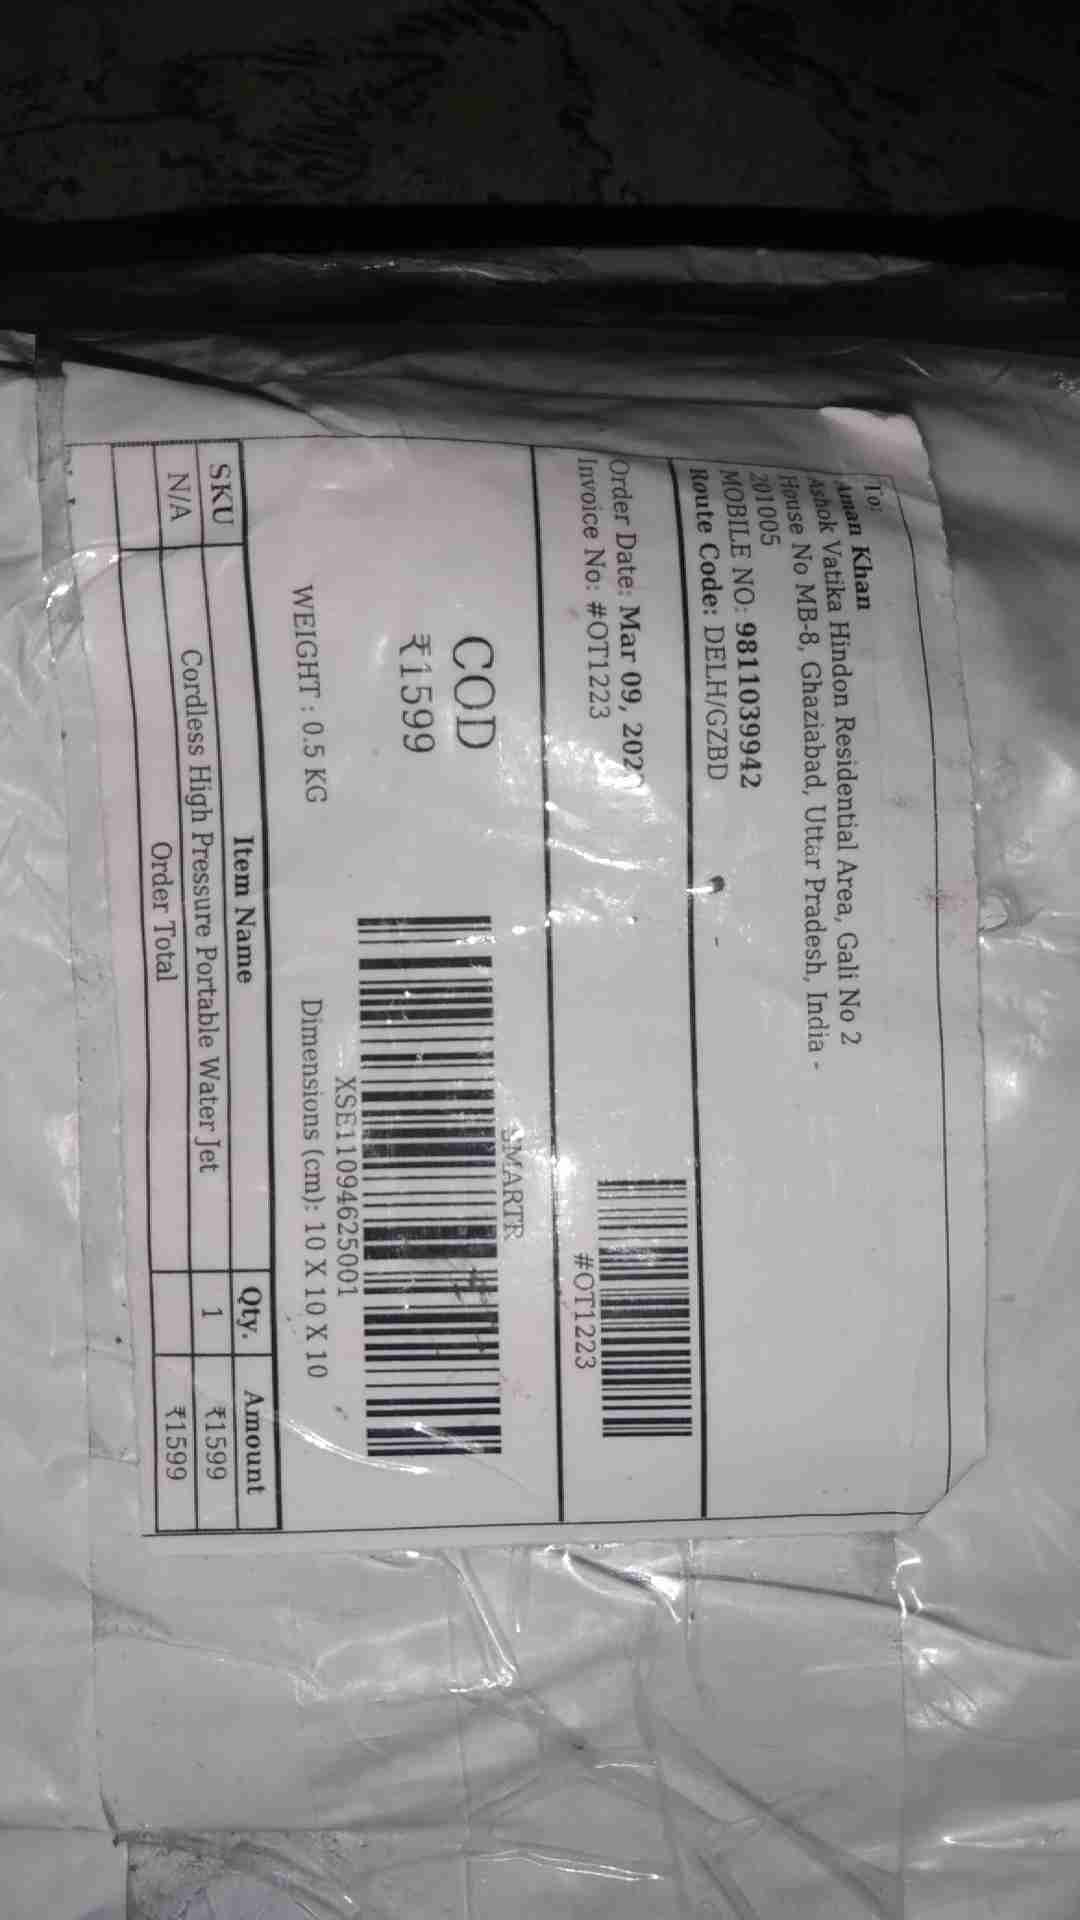 To:
Aman Khan
Ashok Vatika Hindon Residential Area, Gali No 2
House No MB-8, Ghaziabad, Uttar Pradesh, India -
201005
MOBILE NO: 9811039942
Route Code: DELH/GZBD
Order Date: Mar 09, 202
Invoice No: #OT1223
#OT1223
COD
₹1599
SMARTR
XSE11094625001
WEIGHT : 0.5 KG Dimensions (cm): 10 X 10 X 10
SKU Item Name Qty. Amount
N/A Cordless High Pressure Portable Water Jet 1 ₹1599
Order Total ₹1599